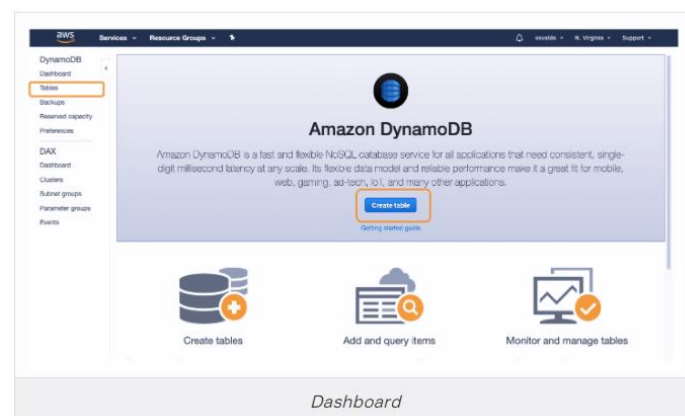 aws Services Resource Groups osvaldo N. Virginia Support
DynamoDB
Dashboard
Tables
Backups
Reserved capacity
Preferences
DAX
Dashboard
Clusters
Subnet groups
Parameter groups
Events
Amazon DynamoDB
Amazon DynamoDB is a fast and flexible NoSQL database service for all applications that need consistent, single-
digit millisecond latency at any scale. Its flexible data model and reliable performance make it a great fit for mobile,
web, gaming, ad-tech, IoT, and many other applications.
Create table
Getting started guide
Create tables
Add and query items
Monitor and manage tables
Dashboard